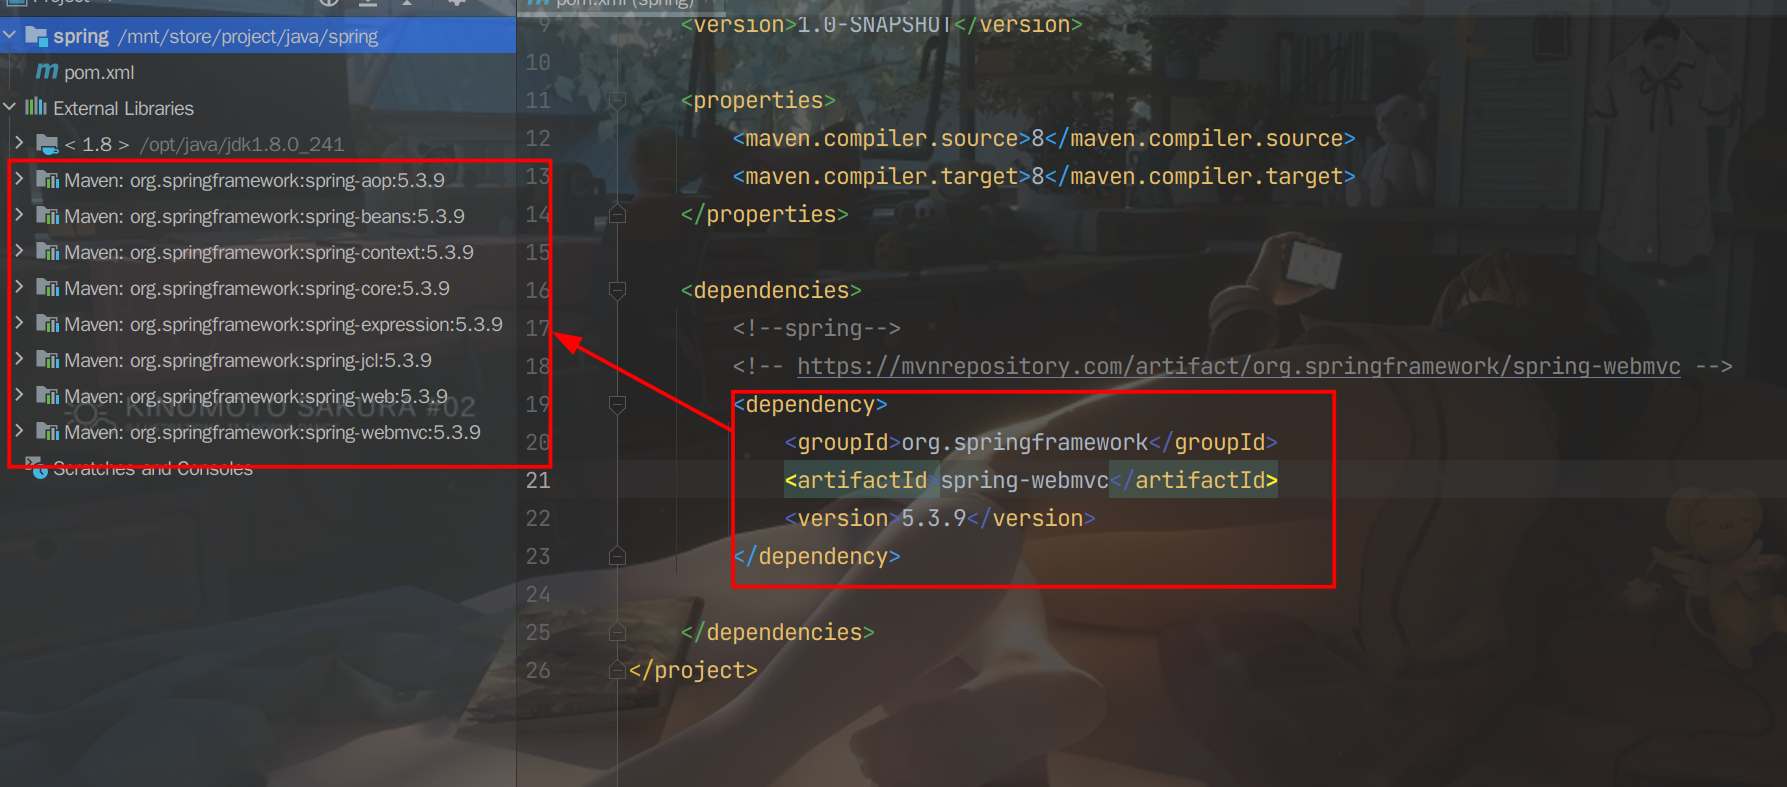 Project
spring /mnt/store/project/java/spring
pom.xml
External Libraries
< 1.8 > /opt/java/jdk1.8.0_241
Maven: org.springframework:spring-aop:5.3.9
Maven: org.springframework:spring-beans:5.3.9
Maven: org.springframework:spring-context:5.3.9
Maven: org.springframework:spring-core:5.3.9
Maven: org.springframework:spring-expression:5.3.9
Maven: org.springframework:spring-jcl:5.3.9
Maven: org.springframework:spring-web:5.3.9
KINOMOTO SAKURA #02
Maven: org.springframework:spring-webmvc:5.3.9
Scratches and Consoles
pom.xml (spring)
9 <version>1.0-SNAPSHOT</version>
10
11 <properties>
12 <maven.compiler.source>8</maven.compiler.source>
13 <maven.compiler.target>8</maven.compiler.target>
14 </properties>
15
16 <dependencies>
17 <!--spring-->
18 <!-- https://mvnrepository.com/artifact/org.springframework/spring-webmvc -->
19 <dependency>
20 <groupId>org.springframework</groupId>
21 <artifactId>spring-webmvc</artifactId>
22 <version>5.3.9</version>
23 </dependency>
24
25 </dependencies>
26 </project>